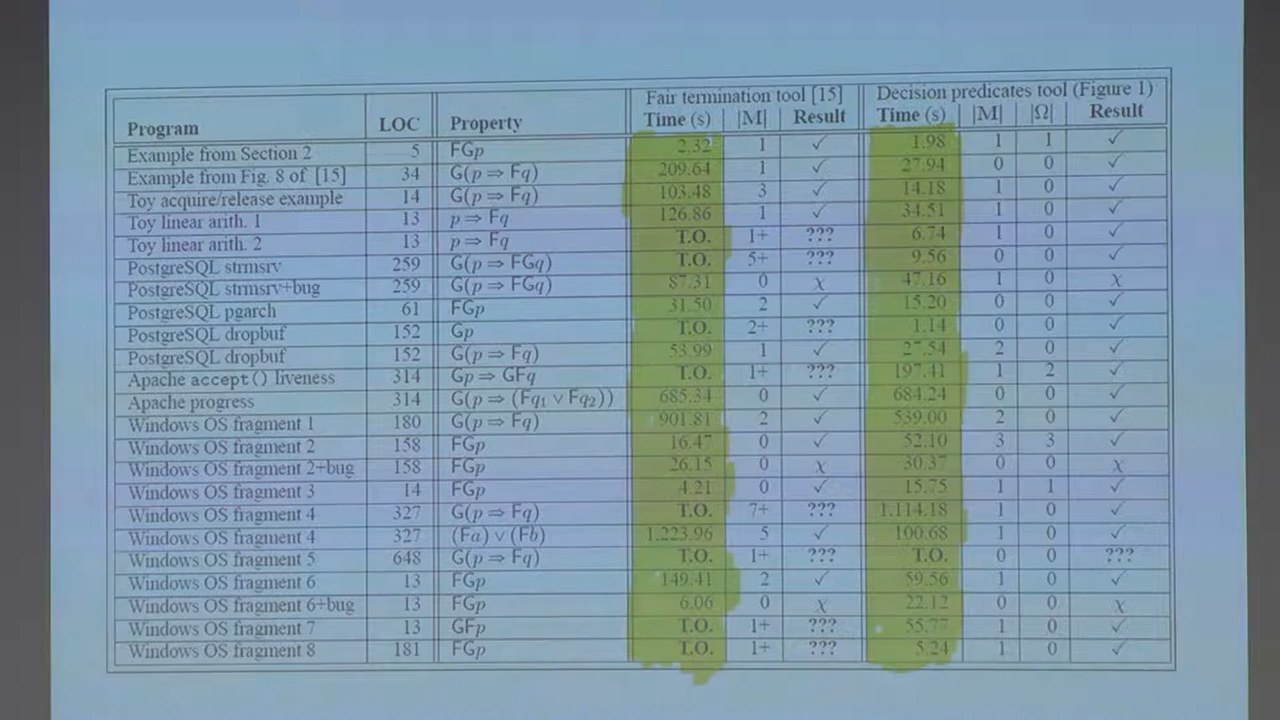 Fair termination tool [15] Decision predicates tool (Figure 1)
Program LOC Property Time (s) |M| Result Time (s) |M| |Ω| Result
Example from Section 2 5 FGp 2.32 1 ✓ 1.98 1 1 ✓
Example from Fig. 8 of [15] 34 G(p ⇒ Fq) 209.64 1 ✓ 27.94 0 0 ✓
Toy acquire/release example 14 G(p ⇒ Fq) 103.48 3 ✓ 14.18 1 0 ✓
Toy linear arith. 1 13 p ⇒ Fq 126.86 1 ✓ 34.51 1 0 ✓
Toy linear arith. 2 13 p ⇒ Fq T.O. 1+ ??? 6.74 1 0 ✓
PostgreSQL strmsrv 259 G(p ⇒ FGq) T.O. 5+ ??? 9.56 0 0 ✓
PostgreSQL strmsrv+bug 259 G(p ⇒ FGq) 87.31 0 χ 47.16 1 0 χ
PostgreSQL pgarch 61 FGp 31.50 2 ✓ 15.20 0 0 ✓
PostgreSQL dropbuf 152 Gp T.O. 2+ ??? 1.14 0 0 ✓
PostgreSQL dropbuf 152 G(p ⇒ Fq) 53.99 1 ✓ 27.54 2 0 ✓
Apache accept() liveness 314 Gp ⇒ GFq T.O. 1+ ??? 197.41 1 2 ✓
Apache progress 314 G(p ⇒ (Fq₁ ∨ Fq₂)) 685.34 0 ✓ 684.24 0 0 ✓
Windows OS fragment 1 180 G(p ⇒ Fq) 901.81 2 ✓ 539.00 2 0 ✓
Windows OS fragment 2 158 FGp 16.47 0 ✓ 52.10 3 3 ✓
Windows OS fragment 2+bug 158 FGp 26.15 0 χ 30.37 0 0 χ
Windows OS fragment 3 14 FGp 4.21 0 ✓ 15.75 1 1 ✓
Windows OS fragment 4 327 G(p ⇒ Fq) T.O. 7+ ??? 1,114.18 1 0 ✓
Windows OS fragment 4 327 (Fa) ∨ (Fb) 1,223.96 5 ✓ 100.68 1 0 ✓
Windows OS fragment 5 648 G(p ⇒ Fq) T.O. 1+ ??? T.O. 0 0 ???
Windows OS fragment 6 13 FGp 149.41 2 ✓ 59.56 1 0 ✓
Windows OS fragment 6+bug 13 FGp 6.06 0 χ 22.12 0 0 χ
Windows OS fragment 7 13 GFp T.O. 1+ ??? 55.77 1 0 ✓
Windows OS fragment 8 181 FGp T.O. 1+ ??? 5.24 1 0 ✓